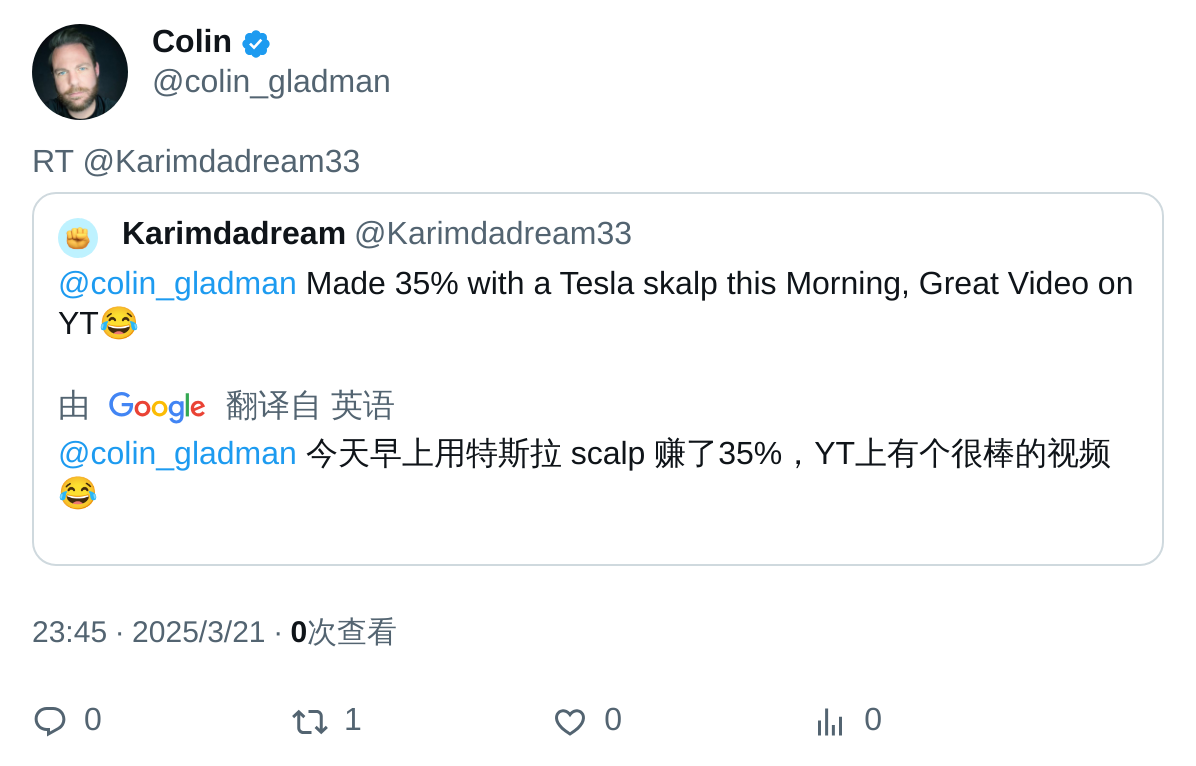 Colin
@colin_gladman
RT @Karimdadream33
Karimdadream @Karimdadream33
@colin_gladman Made 35% with a Tesla skalp this Morning, Great Video on
YT😂
由 Google 翻译自 英语
@colin_gladman 今天早上用特斯拉 scalp 赚了35%，YT上有个很棒的视频
😂
23:45 · 2025/3/21 · 0次查看
0 1 0 0